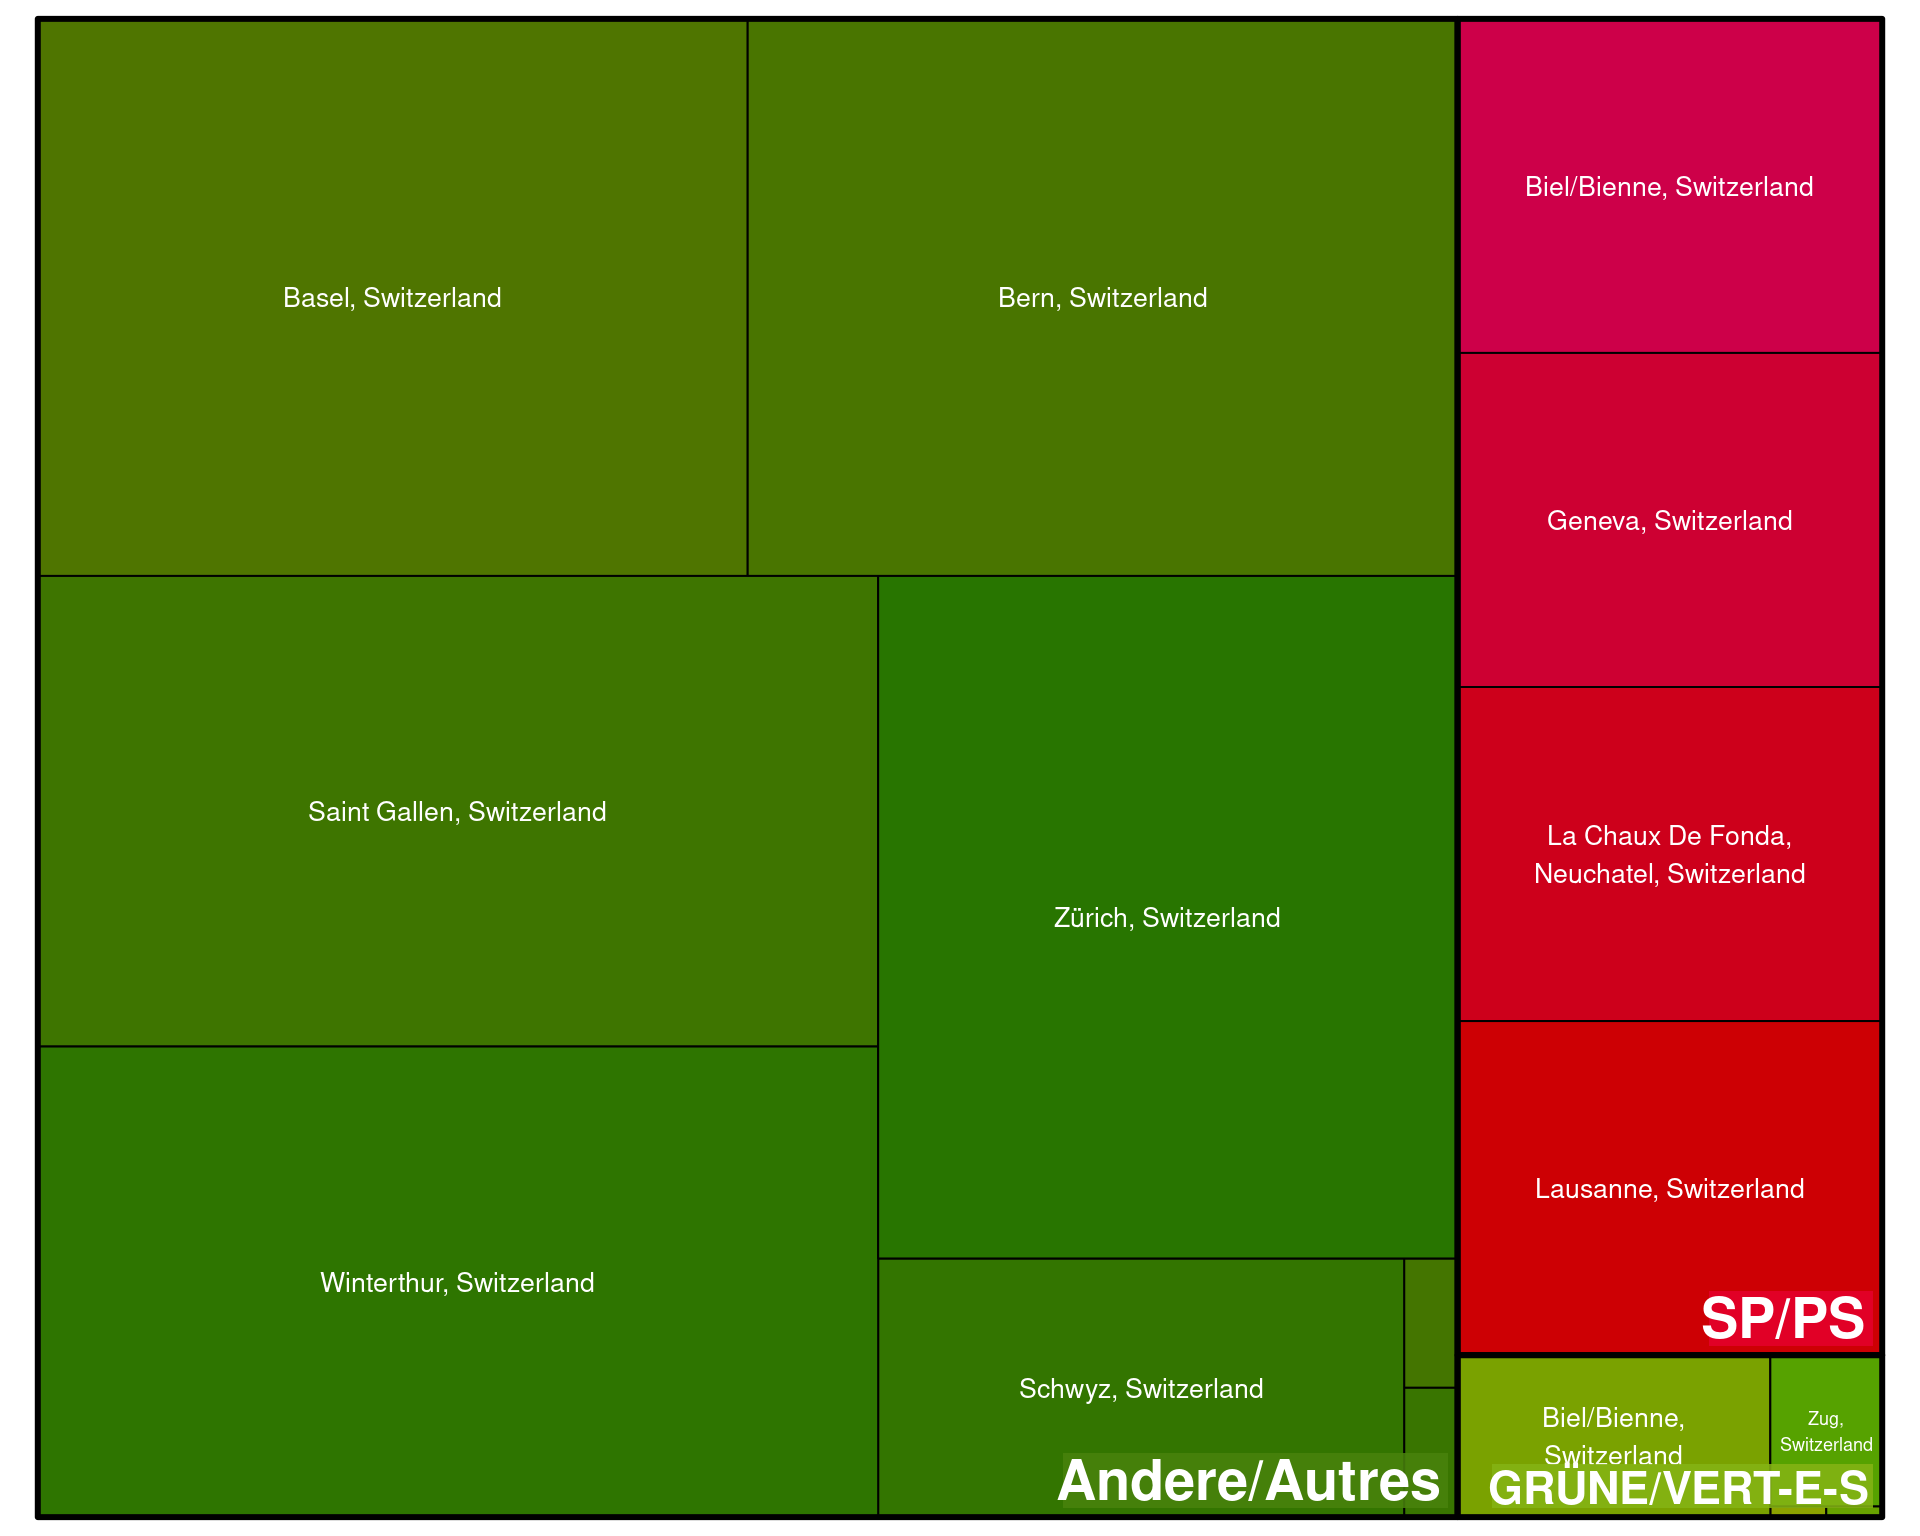 Basel, Switzerland
Bern, Switzerland
Saint Gallen, Switzerland
Zürich, Switzerland
Winterthur, Switzerland
Schwyz, Switzerland
Andere/Autres
Biel/Bienne, Switzerland
Geneva, Switzerland
La Chaux De Fonda,
Neuchatel, Switzerland
Lausanne, Switzerland
SP/PS
Biel/Bienne,
Switzerland
Zug,
Switzerland
GRÜNE/VERT-E-S